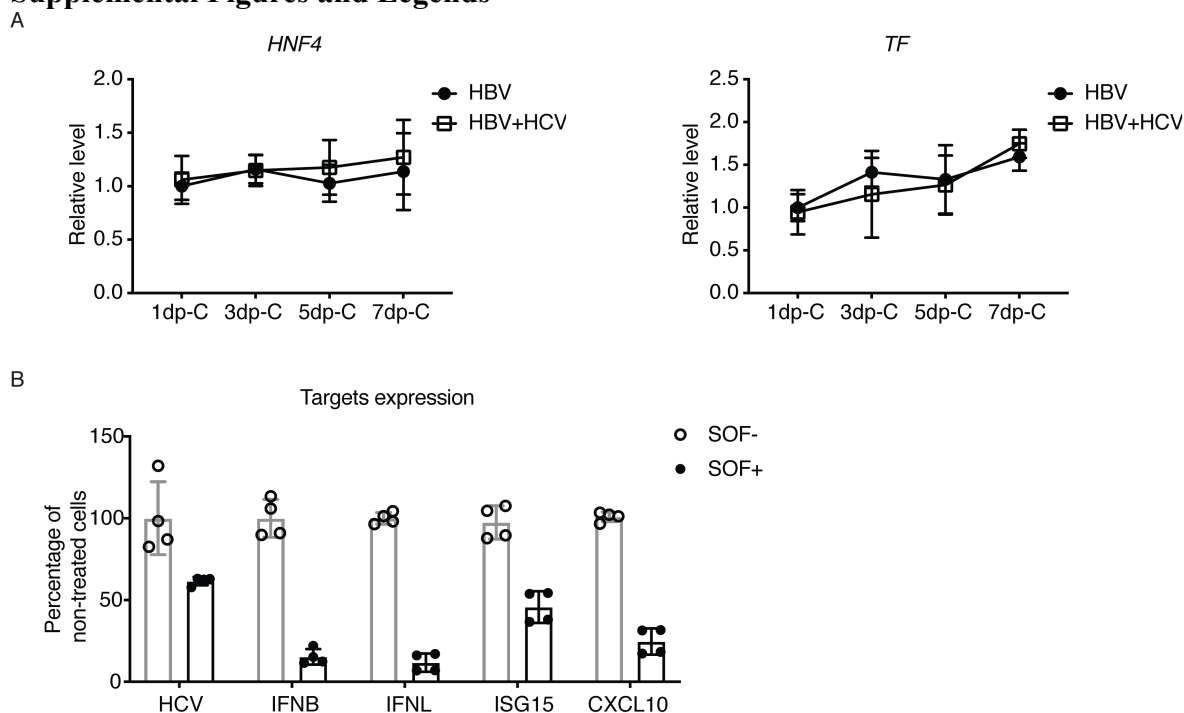 Supplemental Figures and Legends
A
HNF4
2.0
1.5
1.0
0.5
0.0
Relative level
1dp-C 3dp-C 5dp-C 7dp-C
HBV
HBV+HCV
TF
2.5
2.0
1.5
1.0
0.5
0.0
Relative level
1dp-C 3dp-C 5dp-C 7dp-C
HBV
HBV+HCV
B
Targets expression
150
100
50
0
Percentage of
non-treated cells
HCV IFNB IFNL ISG15 CXCL10
SOF-
SOF+